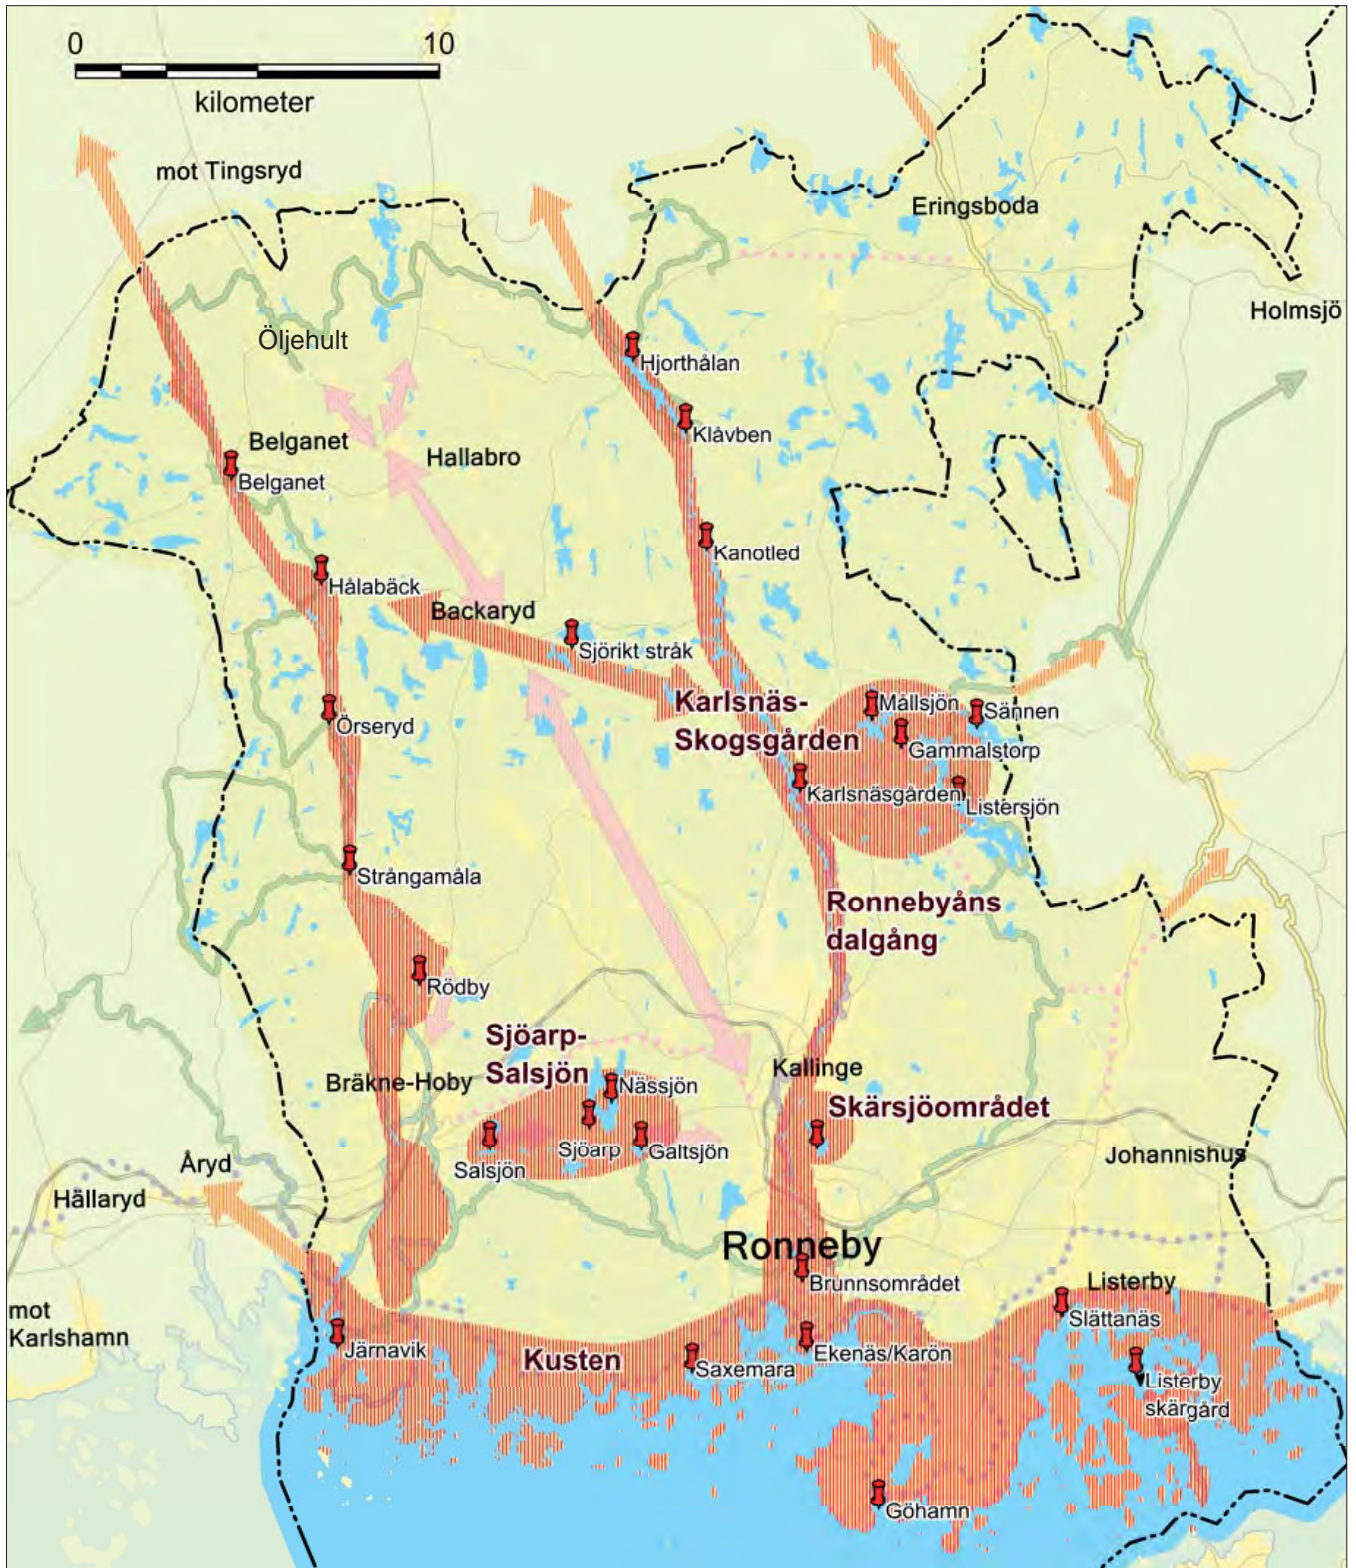 0 10
kilometer
mot Tingsryd
Eringsboda
Holmsjö
Öljehult
Hjorthålan
Klåvben
Belganet
Hallabro
Belganet
Kanotled
Hålabäck
Backaryd
Sjörikt stråk
Karlsnäs-
Skogsgården
Mållsjön
Sännen
Gammalstorp
Örseryd
Karlsnäsgården
Listersjön
Strångamåla
Ronnebyåns
dalgång
Rödby
Sjöarp-
Salsjön
Kallinge
Bräkne-Hoby
Nässjön
Skärsjöområdet
Sjöarp
Galtsjön
Salsjön
Johannishus
Åryd
Hällaryd
Ronneby
Brunnsområdet
Listerby
Slättanäs
mot
Karlshamn
Järnavik
Kusten
Saxemara
Ekenäs/Karön
Listerby
skärgård
Göhamn